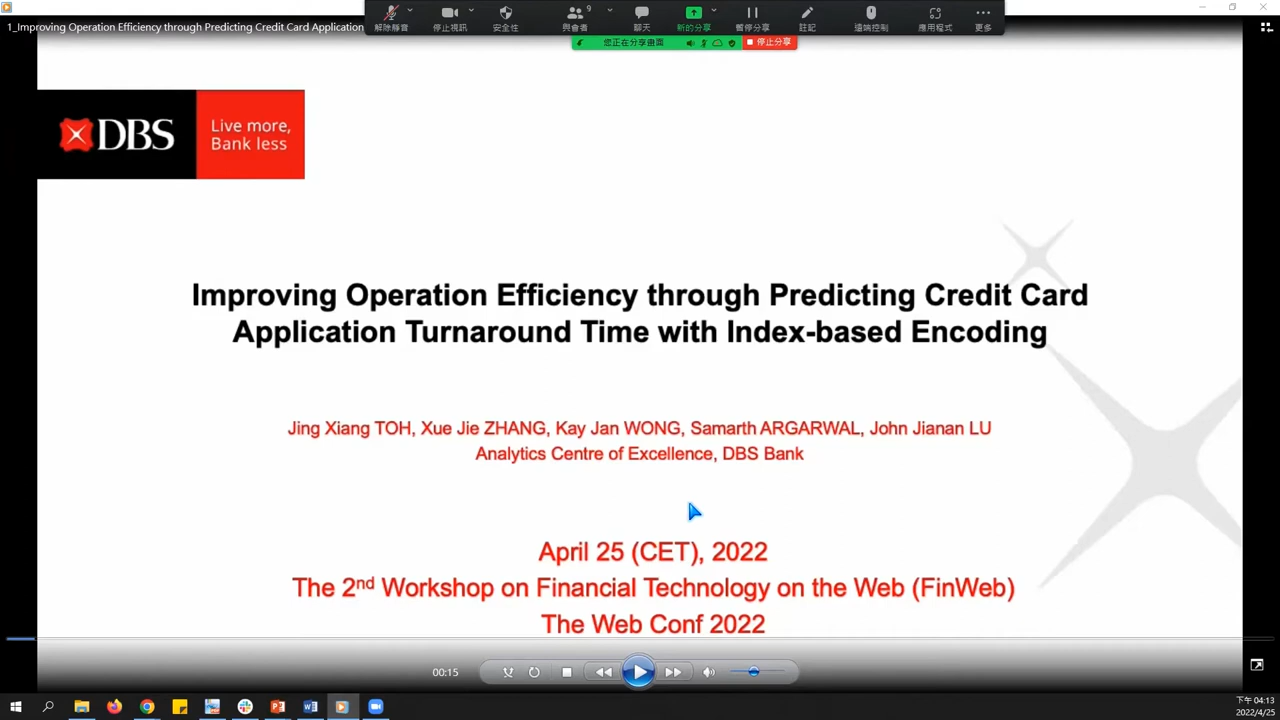 1_Improving Operation Efficiency through Predicting Credit Card Application
9
解除靜音
停止視訊
安全性
與會者
聊天
新的分享
暫停分享
註記
遠端控制
應用程式
更多
您正在分享畫面
停止分享
DBS
Live more,
Bank less
Improving Operation Efficiency through Predicting Credit Card
Application Turnaround Time with Index-based Encoding
Jing Xiang TOH, Xue Jie ZHANG, Kay Jan WONG, Samarth ARGARWAL, John Jianan LU
Analytics Centre of Excellence, DBS Bank
April 25 (CET), 2022
The 2nd Workshop on Financial Technology on the Web (FinWeb)
The Web Conf 2022
00:15
下午 04:13
2022/4/25